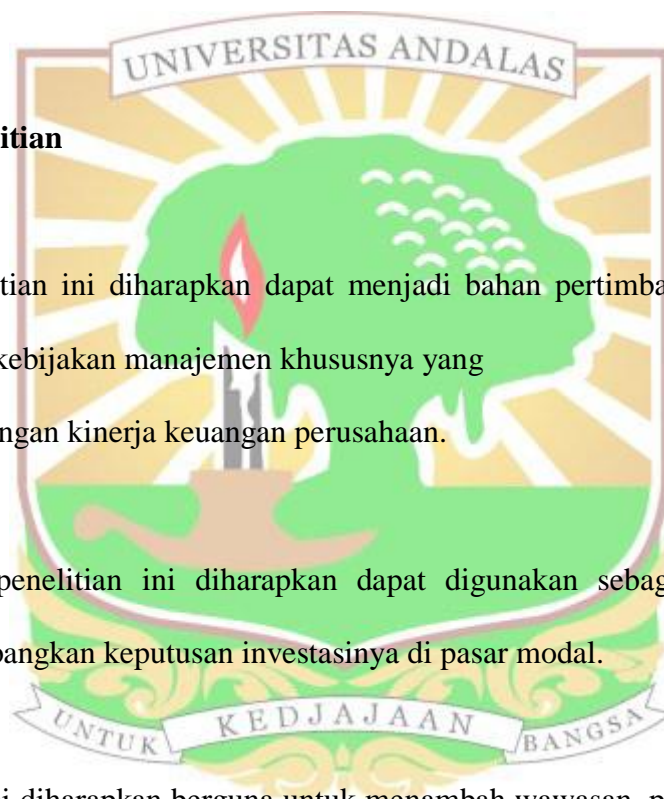 UNIVERSITAS ANDALAS
itian
tian ini diharapkan dapat menjadi bahan pertimba
kebijakan manajemen khususnya yang
ngan kinerja keuangan perusahaan.
penelitian ini diharapkan dapat digunakan sebag
bangkan keputusan investasinya di pasar modal.
UNTUK KEDJAJAAN BANGSA
i diharapkan berguna untuk menambah wawasan, p